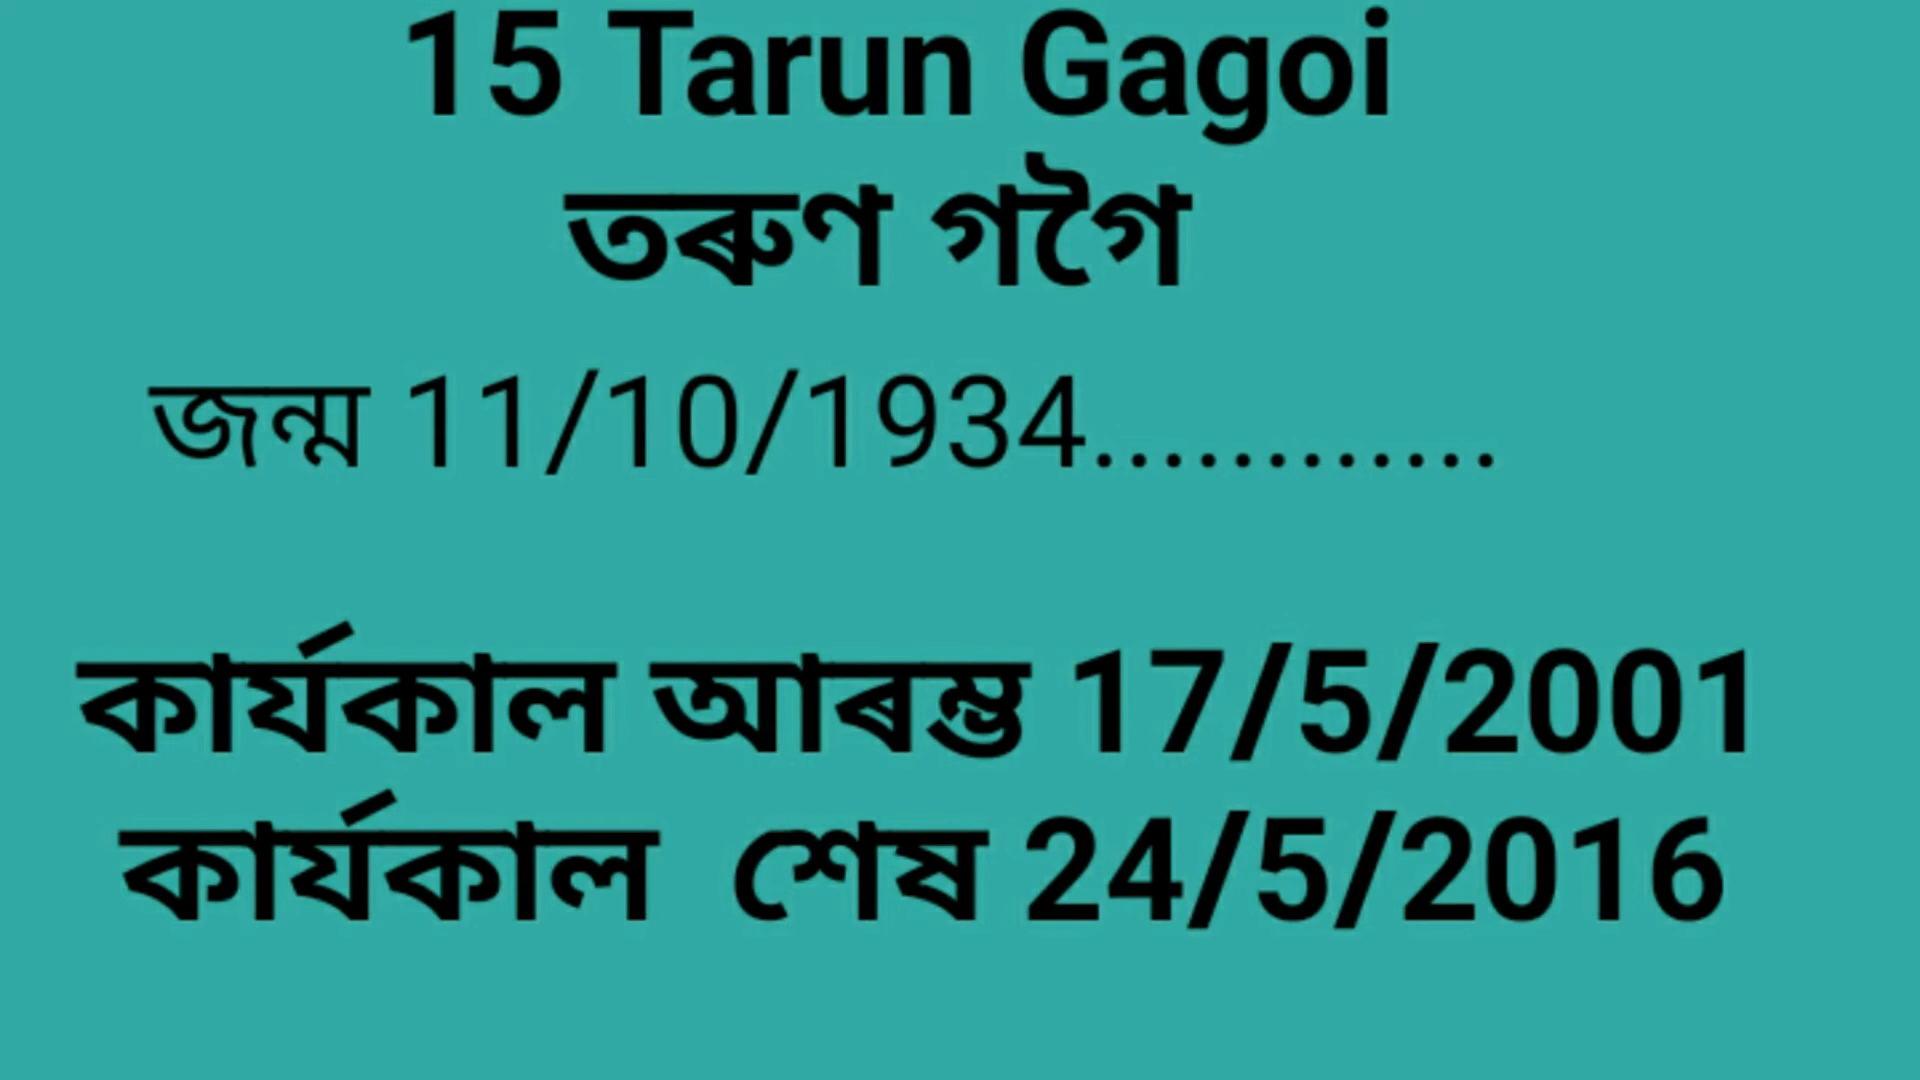 15 Tarun Gagoi
তৰুণ গগৈ
জন্ম 11/10/1934............
কাৰ্যকাল আৰম্ভ 17/5/2001
কাৰ্যকাল শেষ 24/5/2016